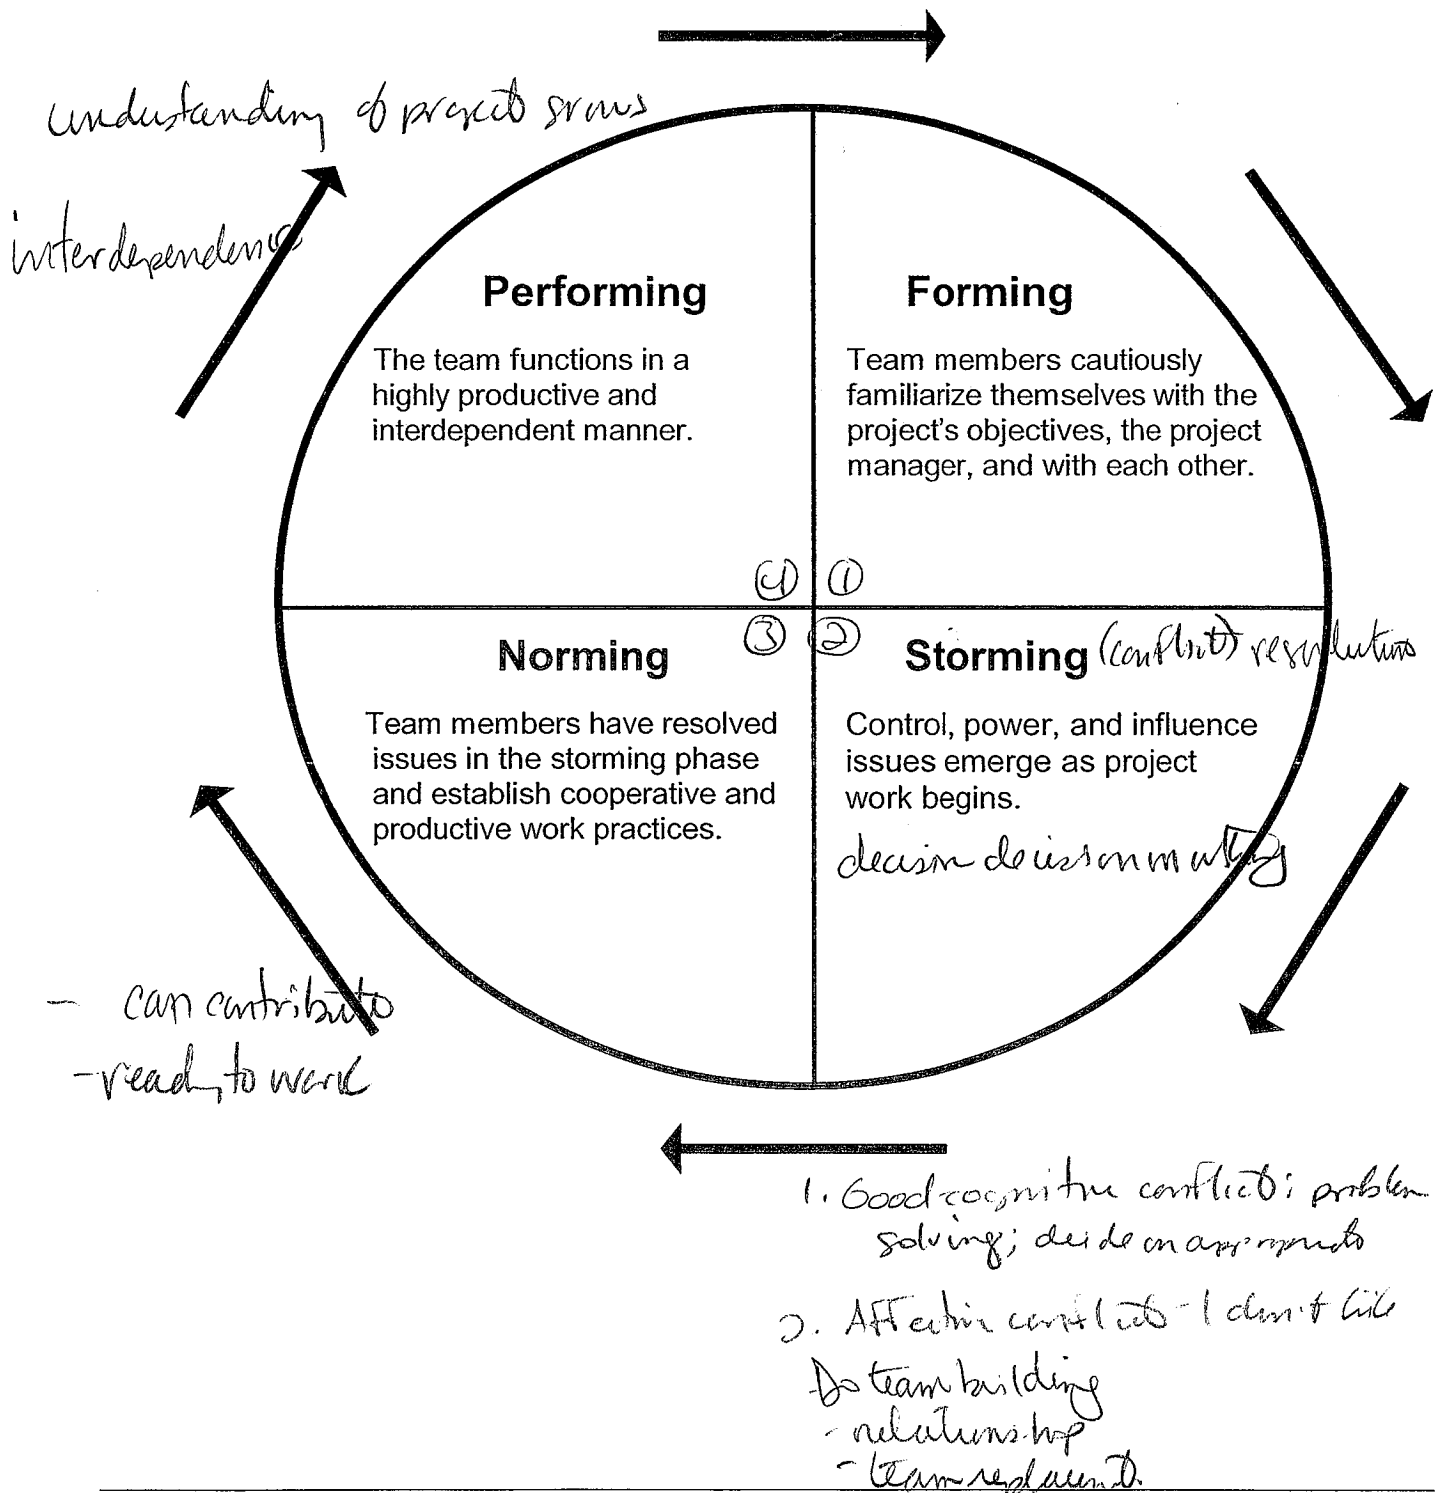 understanding of project grows
interdependence
Performing
The team functions in a
highly productive and
interdependent manner.
Forming
Team members cautiously
familiarize themselves with the
project's objectives, the project
manager, and with each other.
④ ①
③ ②
Norming
Team members have resolved
issues in the storming phase
and establish cooperative and
productive work practices.
Storming (conflict) resolution
Control, power, and influence
issues emerge as project
work begins.
decision making
- can contribute
- ready to work
1. Good cognitive conflict: problem
solving; decide on
2. Affective conflict - I don't like
Do team building
- relationship
- team